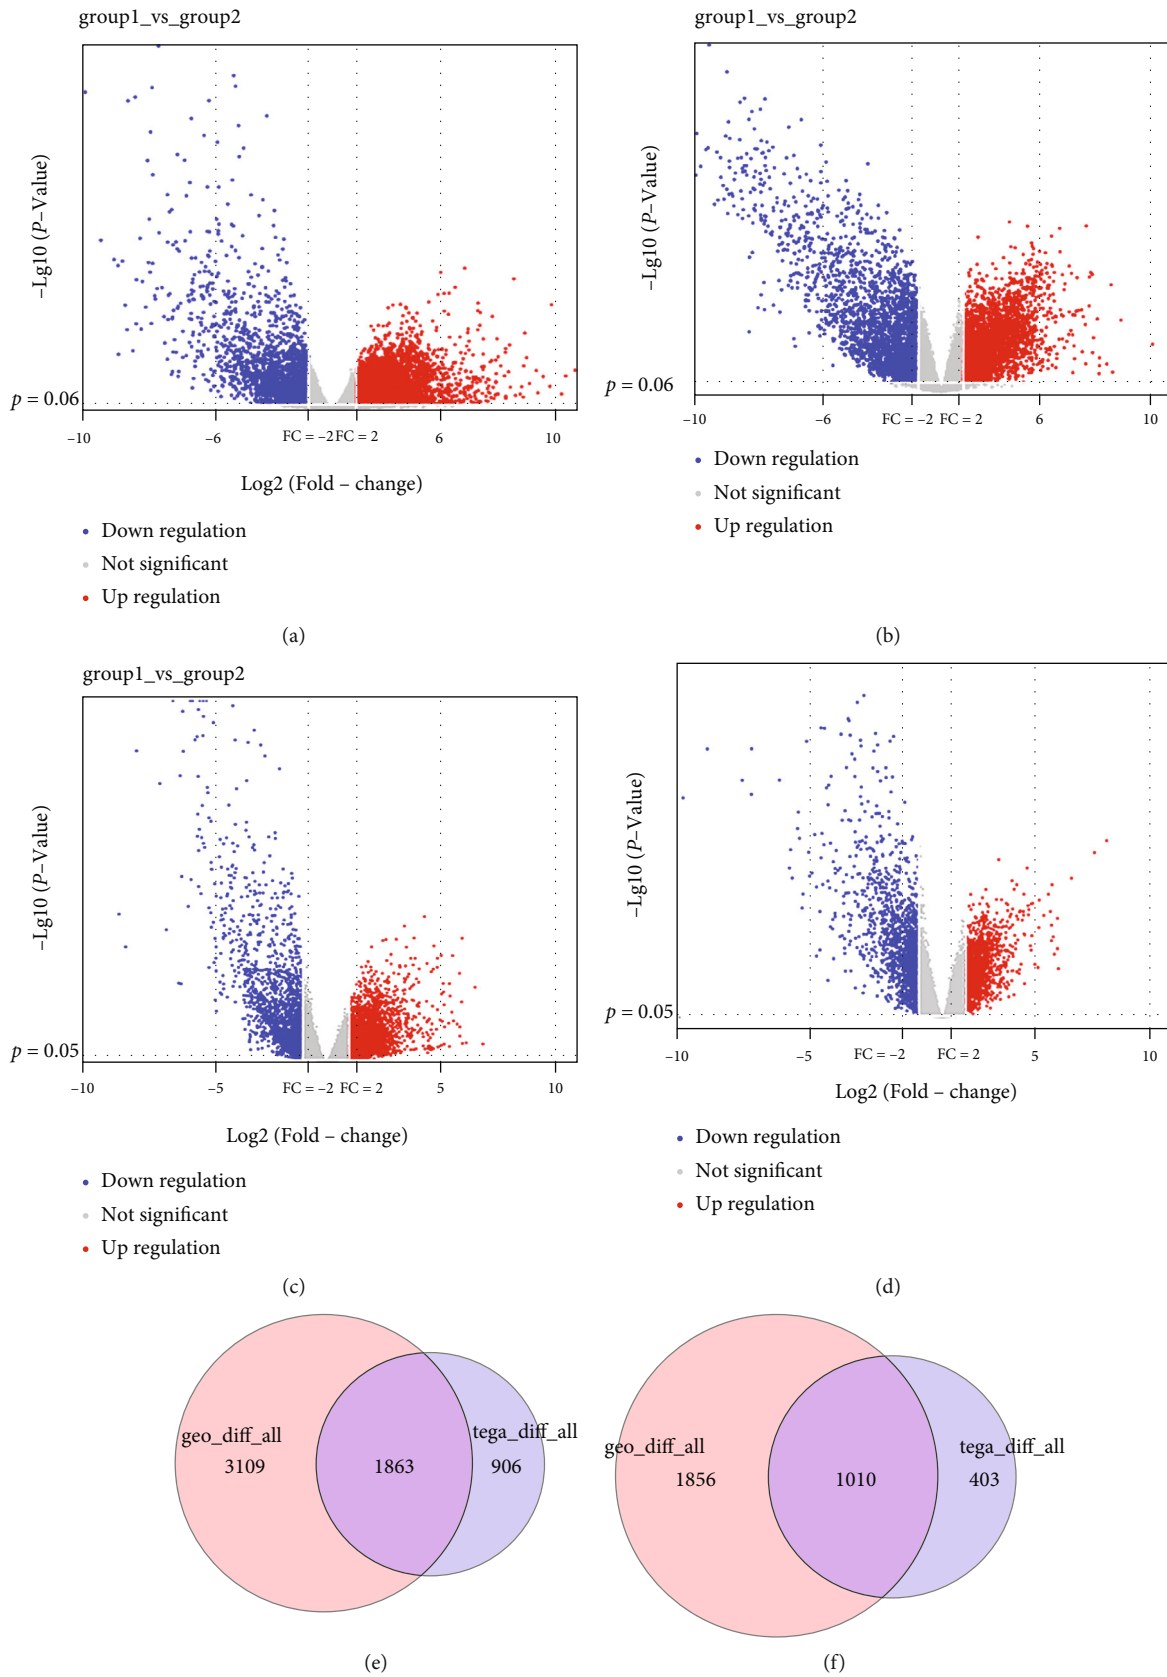 group1_vs_group2
–Lg10 (P–Value)
p = 0.06
–10 –6 FC = –2 FC = 2 6 10
Log2 (Fold – change)
Down regulation
Not significant
Up regulation
(a)
group1_vs_group2
–Lg10 (P–Value)
p = 0.06
–10 –6 FC = –2 FC = 2 6 10
Down regulation
Not significant
Up regulation
(b)
group1_vs_group2
–Lg10 (P–Value)
p = 0.05
–10 –5 FC = –2 FC = 2 5 10
Log2 (Fold – change)
Down regulation
Not significant
Up regulation
(c)
–Lg10 (P–Value)
p = 0.05
–10 –5 FC = –2 FC = 2 5 10
Log2 (Fold – change)
Down regulation
Not significant
Up regulation
(d)
geo_diff_all tega_diff_all
3109 1863 906
(e)
geo_diff_all tega_diff_all
1856 1010 403
(f)